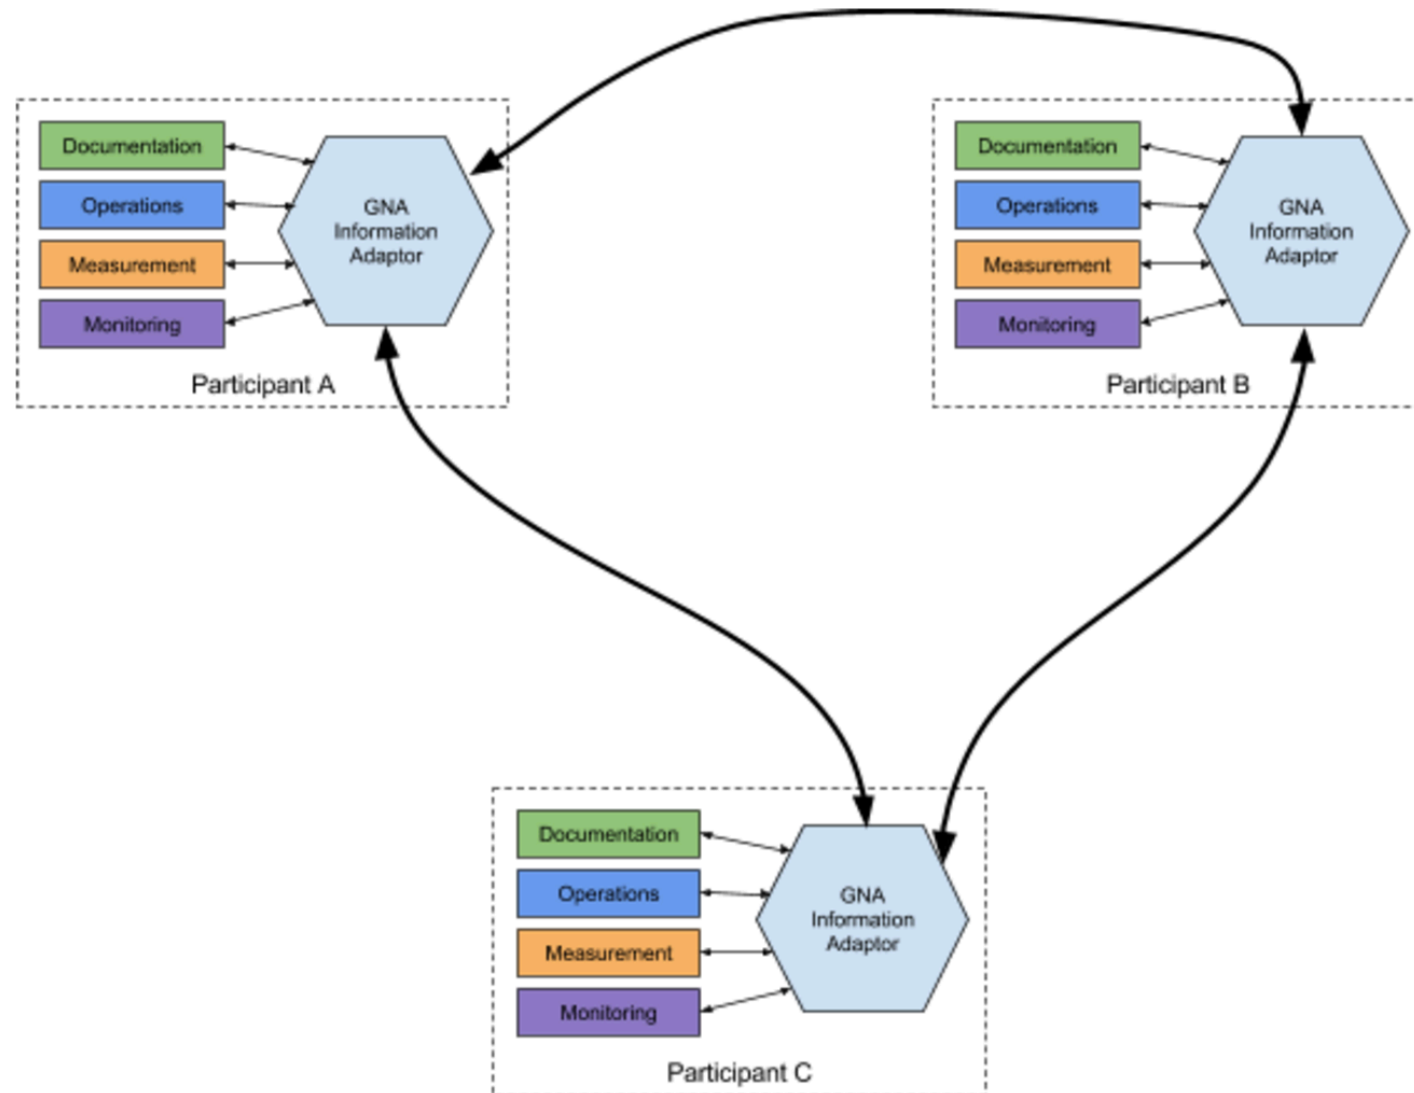 Documentation
Operations
Measurement
Monitoring
GNA
Information
Adaptor
Participant A
Documentation
Operations
Measurement
Monitoring
GNA
Information
Adaptor
Participant B
Documentation
Operations
Measurement
Monitoring
GNA
Information
Adaptor
Participant C